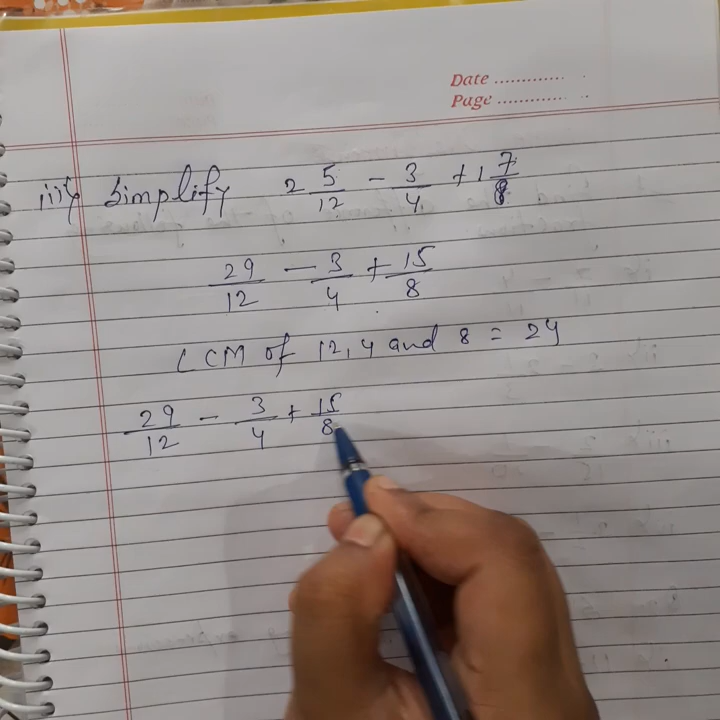 Date ..............
Page ..............
iii) Simplify 2 5/12 - 3/4 + 1 7/8
29/12 - 3/4 + 15/8
LCM of 12, 4 and 8 = 24
29/12 - 3/4 + 15/8